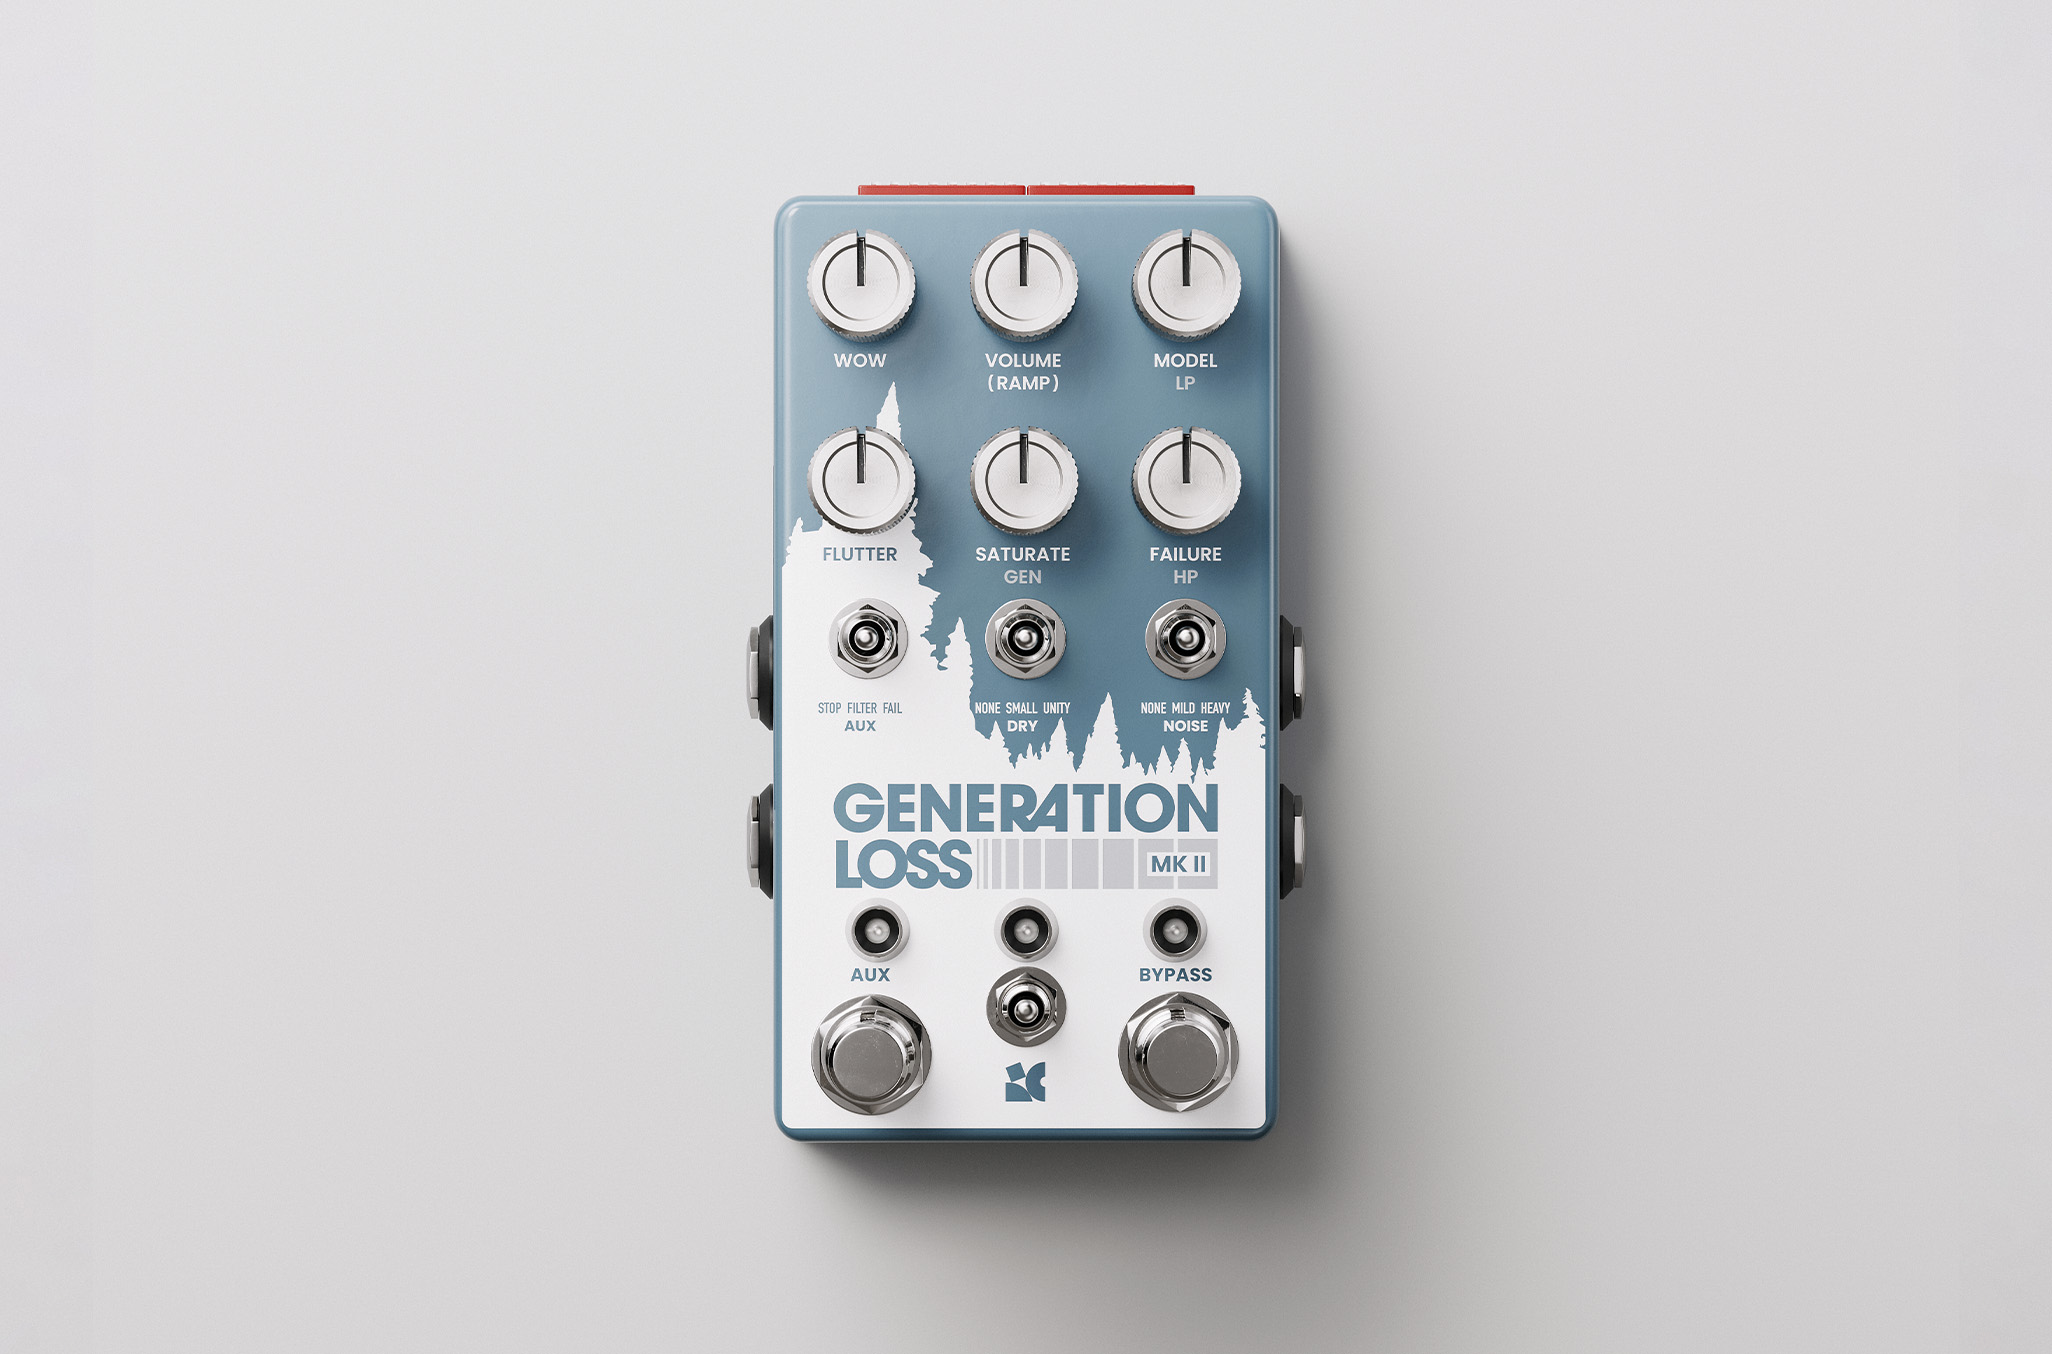 WOW
VOLUME
(RAMP)
MODEL
LP
FLUTTER
SATURATE
GEN
FAILURE
HP
STOP FILTER FAIL
AUX
NONE SMALL UNITY
DRY
NONE MILD HEAVY
NOISE
GENERATION
LOSS
MK II
AUX
BYPASS